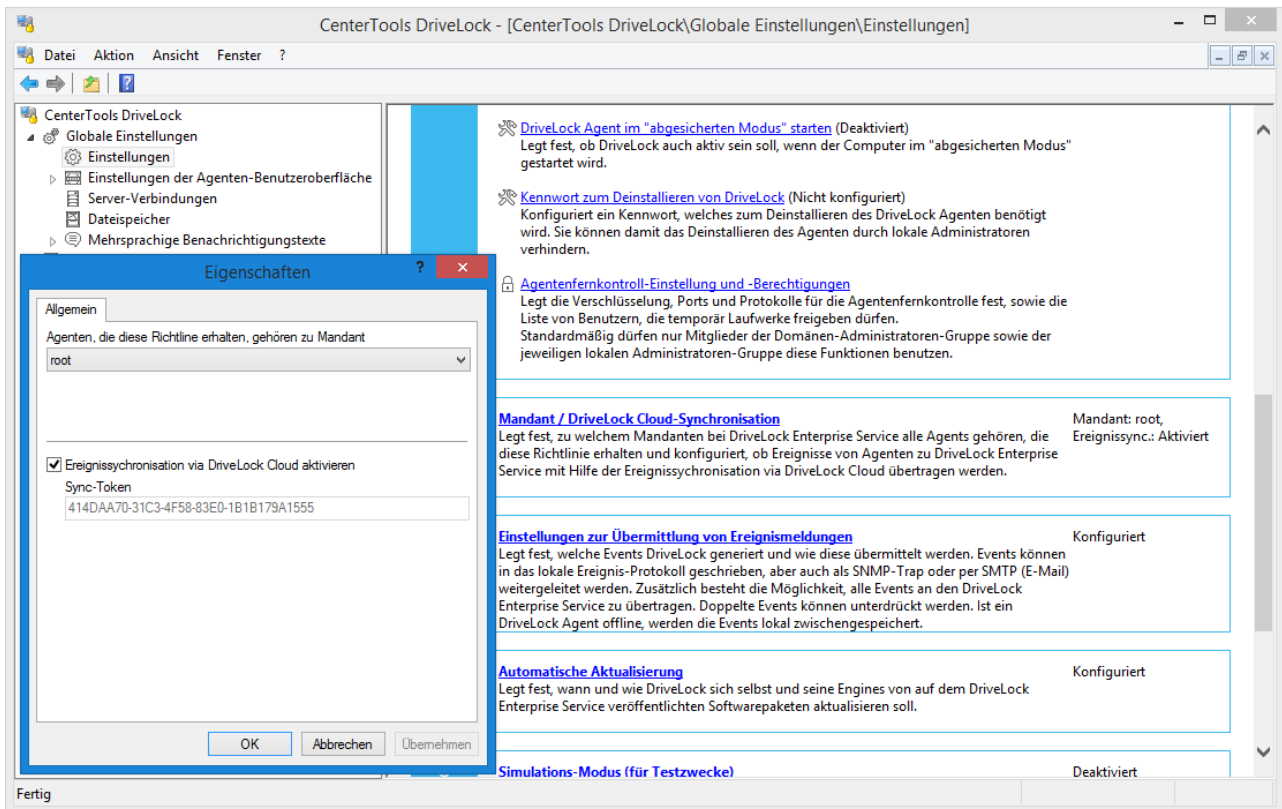 CenterTools DriveLock - [CenterTools DriveLock\Globale Einstellungen\Einstellungen]
Datei Aktion Ansicht Fenster ?
CenterTools DriveLock
Globale Einstellungen
Einstellungen
Einstellungen der Agenten-Benutzeroberfläche
Server-Verbindungen
Dateispeicher
Mehrsprachige Benachrichtigungstexte
DriveLock Agent im "abgesicherten Modus" starten (Deaktiviert)
Legt fest, ob DriveLock auch aktiv sein soll, wenn der Computer im "abgesicherten Modus"
gestartet wird.
Kennwort zum Deinstallieren von DriveLock (Nicht konfiguriert)
Konfiguriert ein Kennwort, welches zum Deinstallieren des DriveLock Agenten benötigt
wird. Sie können damit das Deinstallieren des Agenten durch lokale Administratoren
verhindern.
Agentenfernkontroll-Einstellung und -Berechtigungen
Legt die Verschlüsselung, Ports und Protokolle für die Agentenfernkontrolle fest, sowie die
Liste von Benutzern, die temporär Laufwerke freigeben dürfen.
Standardmäßig dürfen nur Mitglieder der Domänen-Administratoren-Gruppe sowie der
jeweiligen lokalen Administratoren-Gruppe diese Funktionen benutzen.
Mandant / DriveLock Cloud-Synchronisation
Mandant: root,
Legt fest, zu welchem Mandanten bei DriveLock Enterprise Service alle Agents gehören, die
Ereignissync.: Aktiviert
diese Richtlinie erhalten und konfiguriert, ob Ereignisse von Agenten zu DriveLock Enterprise
Service mit Hilfe der Ereignissychronisation via DriveLock Cloud übertragen werden.
Einstellungen zur Übermittlung von Ereignismeldungen
Konfiguriert
Legt fest, welche Events DriveLock generiert und wie diese übermittelt werden. Events können
in das lokale Ereignis-Protokoll geschrieben, aber auch als SNMP-Trap oder per SMTP (E-Mail)
weitergeleitet werden. Zusätzlich besteht die Möglichkeit, alle Events an den DriveLock
Enterprise Service zu übertragen. Doppelte Events können unterdrückt werden. Ist ein
DriveLock Agent offline, werden die Events lokal zwischengespeichert.
Automatische Aktualisierung
Konfiguriert
Legt fest, wann und wie DriveLock sich selbst und seine Engines von auf dem DriveLock
Enterprise Service veröffentlichten Softwarepaketen aktualisieren soll.
Simulations-Modus (für Testzwecke)
Deaktiviert
Eigenschaften
?
Allgemein
Agenten, die diese Richtline erhalten, gehören zu Mandant
root
Ereignissychronisation via DriveLock Cloud aktivieren
Sync-Token
414DAA70-31C3-4F58-83E0-1B1B179A1555
OK
Abbrechen
Übernehmen
Fertig